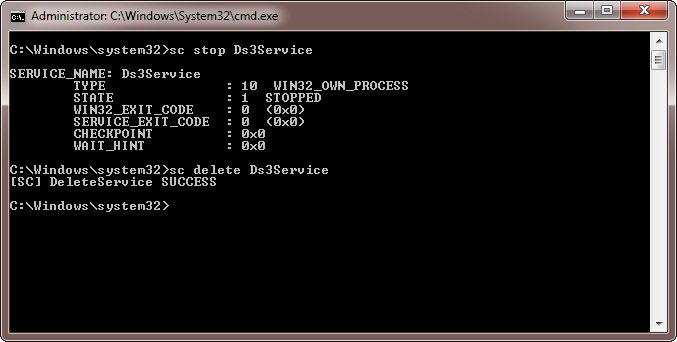 Administrator: C:\Windows\System32\cmd.exe
C:\Windows\system32>sc stop Ds3Service
SERVICE_NAME: Ds3Service
        TYPE               : 10  WIN32_OWN_PROCESS
        STATE              : 1  STOPPED
        WIN32_EXIT_CODE    : 0  (0x0)
        SERVICE_EXIT_CODE  : 0  (0x0)
        CHECKPOINT         : 0x0
        WAIT_HINT          : 0x0
C:\Windows\system32>sc delete Ds3Service
[SC] DeleteService SUCCESS
C:\Windows\system32>